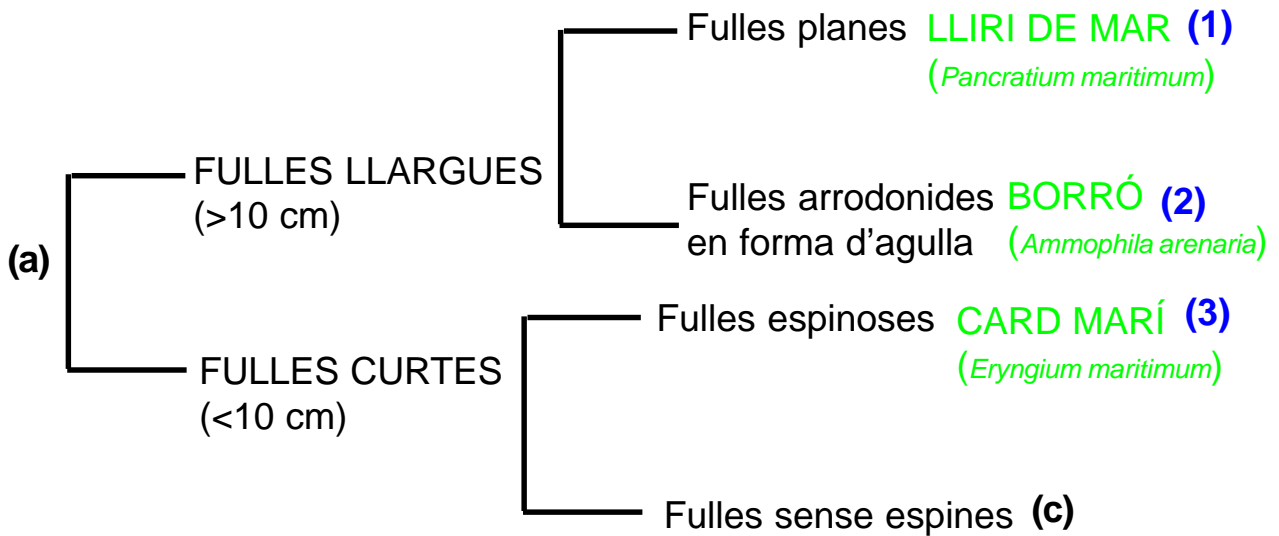 Fulles planes LLIRI DE MAR (1)
(Pancratium maritimum)
FULLES LLARGUES
(>10 cm)
Fulles arrodonides BORRÓ (2)
en forma d'agulla (Ammophila arenaria)
(a)
Fulles espinoses CARD MARÍ (3)
(Eryngium maritimum)
FULLES CURTES
(<10 cm)
Fulles sense espines (c)